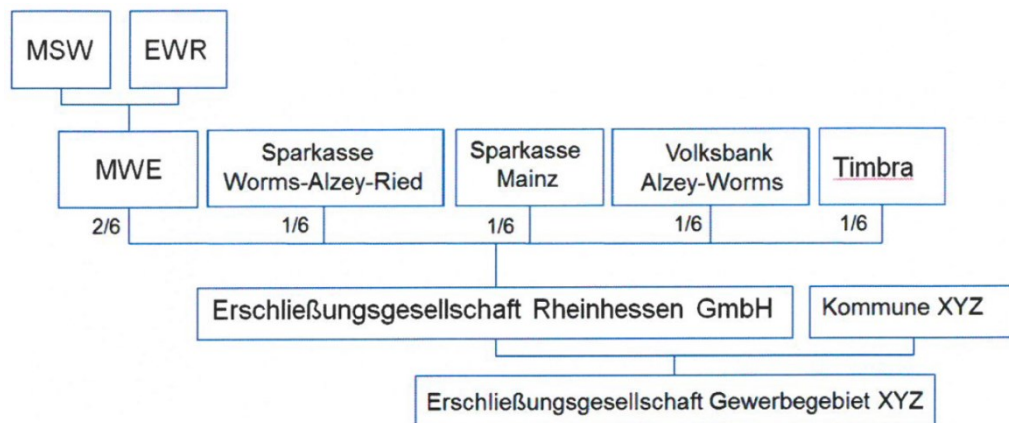 MSW
EWR
MWE
Sparkasse
Worms-Alzey-Ried
Sparkasse
Mainz
Volksbank
Alzey-Worms
Timbra
2/6
1/6
1/6
1/6
1/6
Erschließungsgesellschaft Rheinhessen GmbH
Kommune XYZ
Erschließungsgesellschaft Gewerbegebiet XYZ